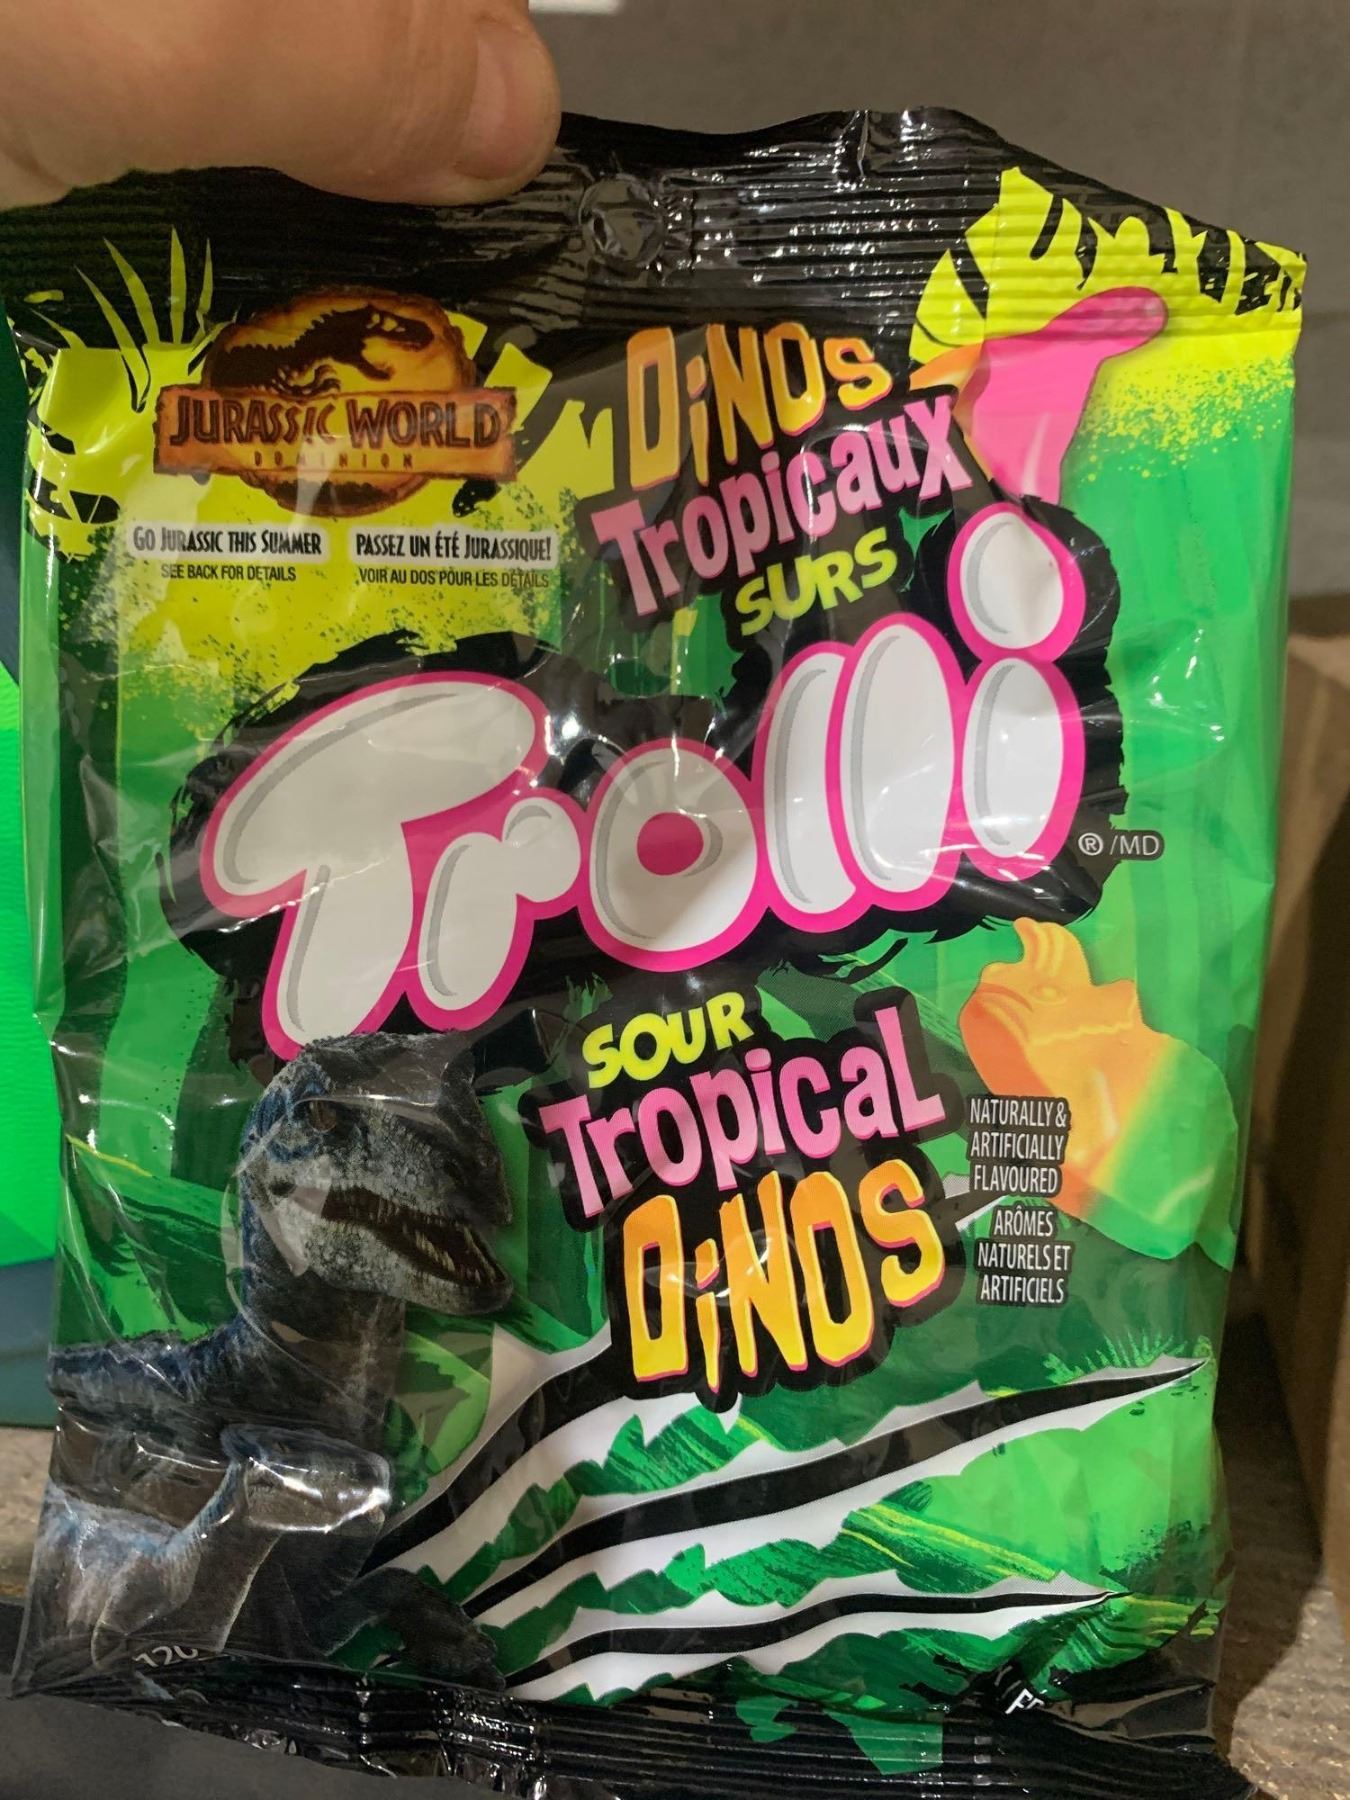 JURASSIC WORLD
DOMINION
GO JURASSIC THIS SUMMER
SEE BACK FOR DETAILS
PASSEZ UN ÉTÉ JURASSIQUE!
VOIR AU DOS POUR LES DÉTAILS
DiNOS
Tropicaux
SURS
Trolli
® /MD
SOUR
Tropical
DiNOS
NATURALLY &
ARTIFICIALLY
FLAVOURED
ARÔMES
NATURELS ET
ARTIFICIELS
120